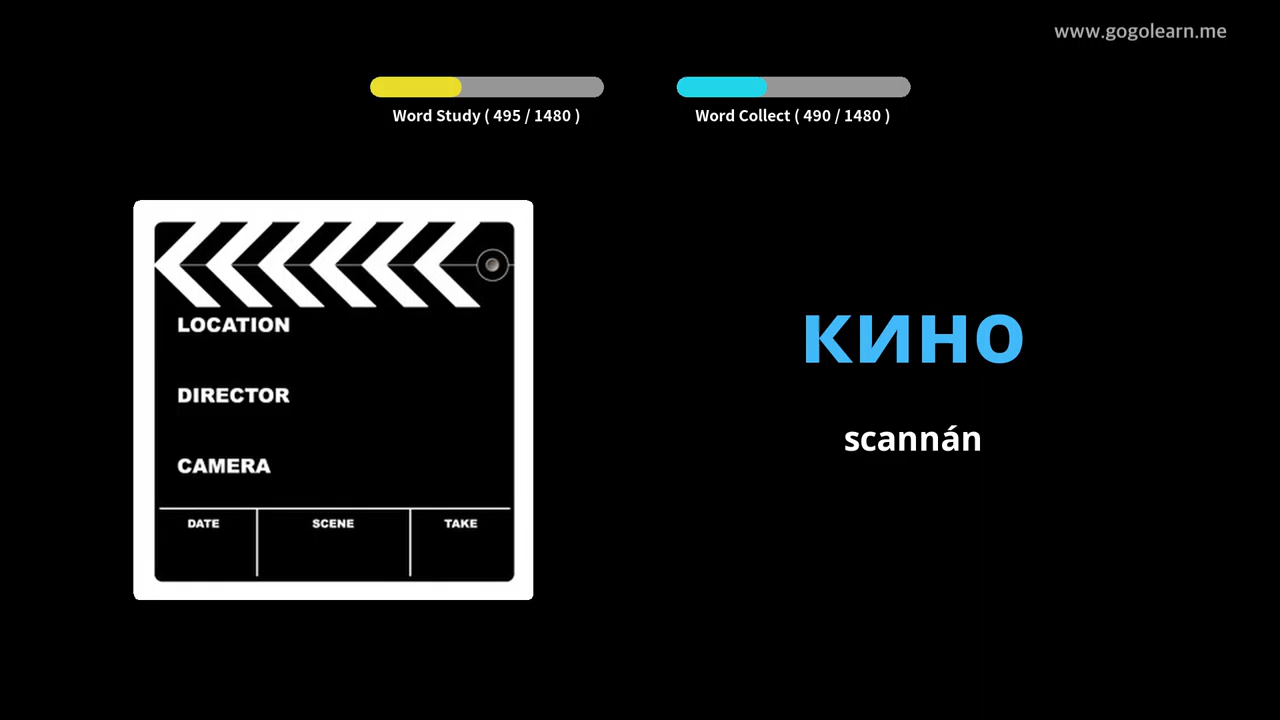 www.gogolearn.me
Word Study ( 495 / 1480 )
Word Collect ( 490 / 1480 )
LOCATION
DIRECTOR
CAMERA
DATE
SCENE
TAKE
кино
scannán